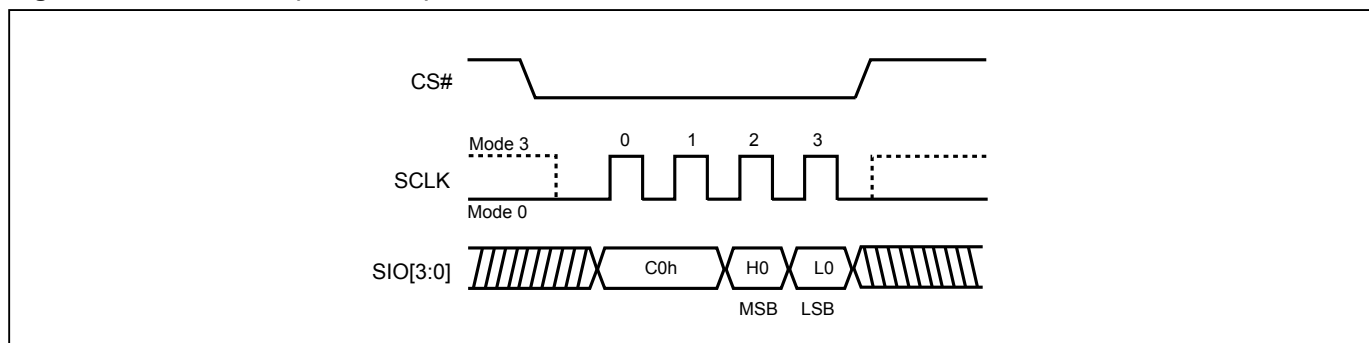 CS#
Mode 3 0 1 2 3
SCLK
Mode 0
SIO[3:0] C0h H0 L0
MSB LSB